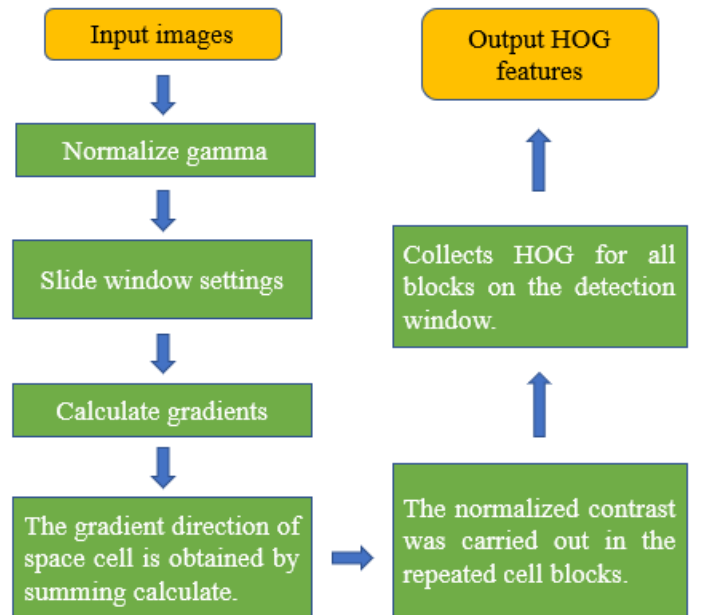 Input images
Normalize gamma
Slide window settings
Calculate gradients
The gradient direction of
space cell is obtained by
summing calculate.
The normalized contrast
was carried out in the
repeated cell blocks.
Collects HOG for all
blocks on the detection
window.
Output HOG
features